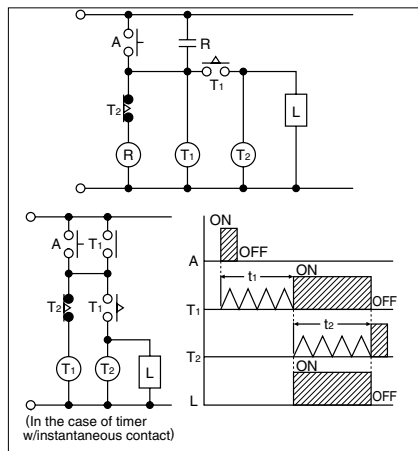 A
R
T1
T2
R
T1
T2
L
A
T1
T2
T1
T1
T2
L
(In the case of timer
w/instantaneous contact)
ON
OFF
A
t1
ON
OFF
T1
t2
T2
ON
OFF
L